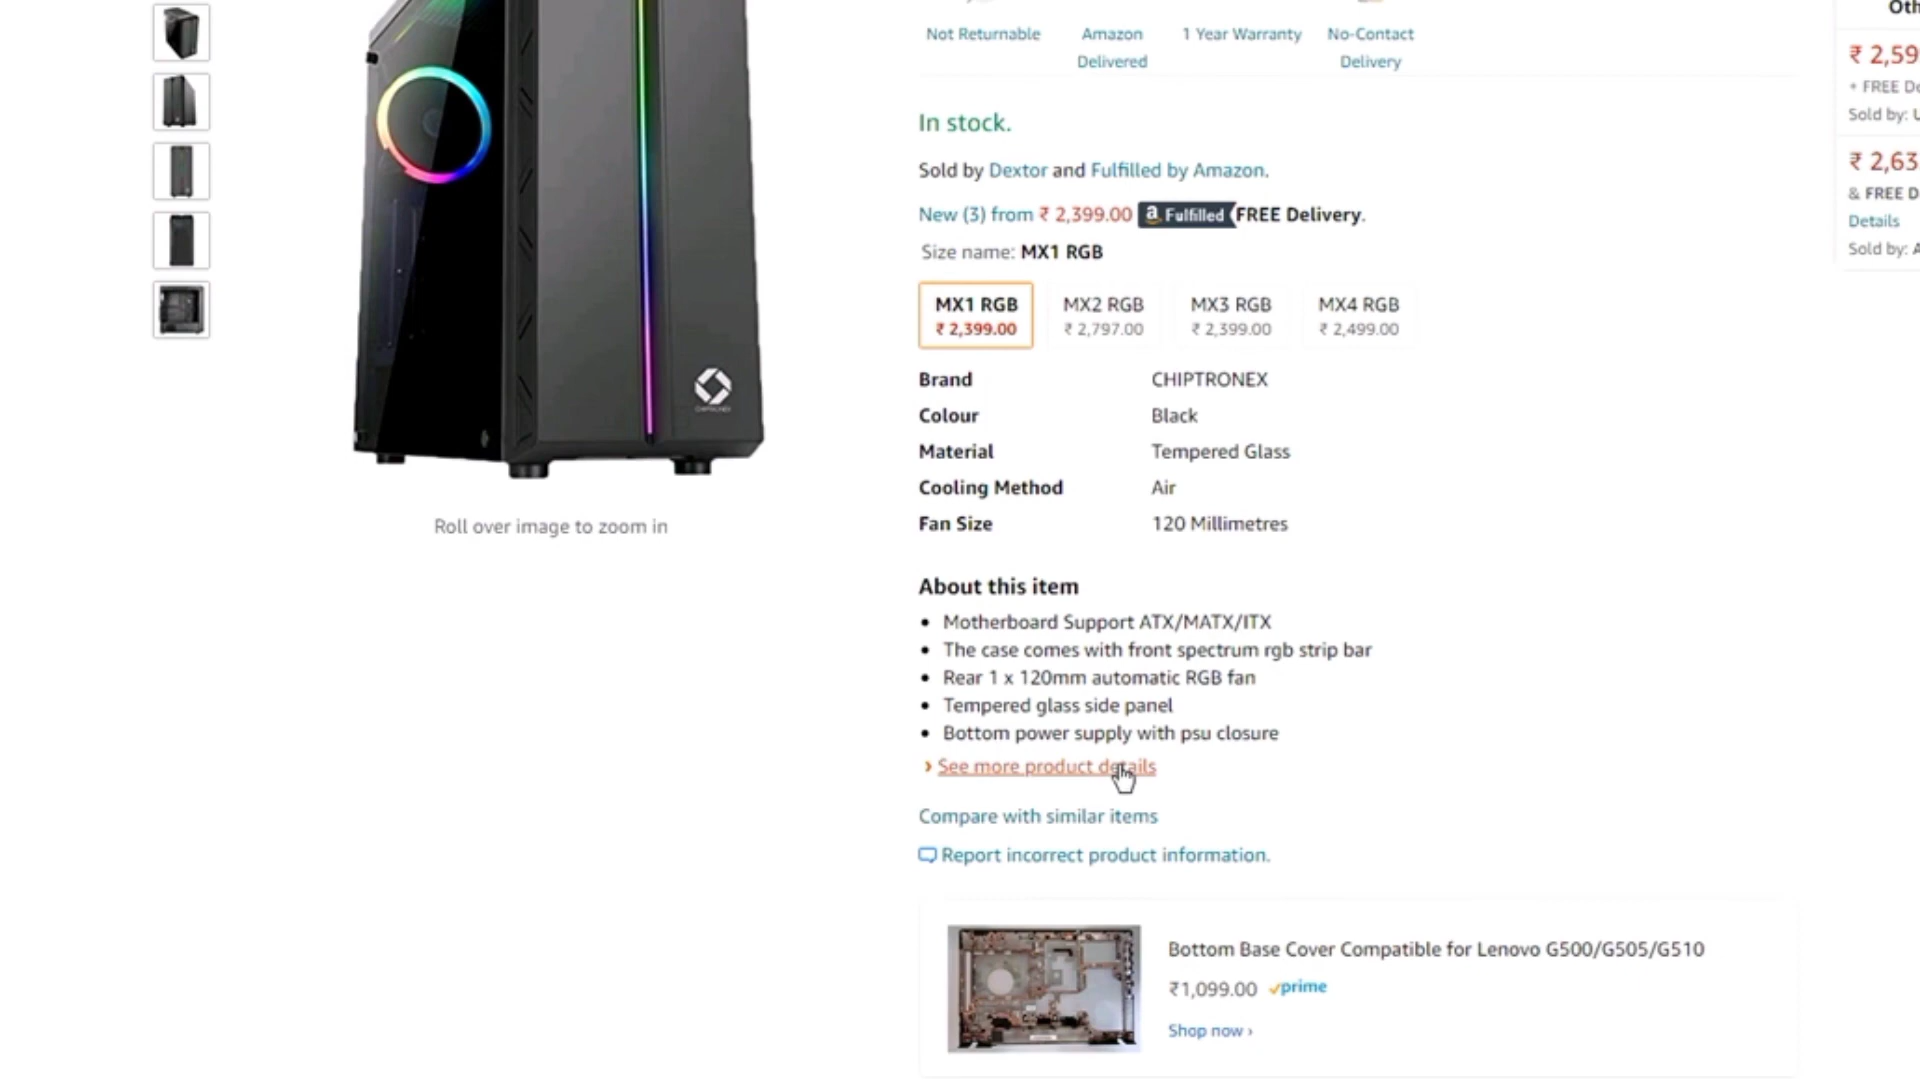 Not Returnable
Amazon
Delivered
1 Year Warranty
No-Contact
Delivery
In stock.
Sold by Dextor and Fulfilled by Amazon.
New (3) from ₹ 2,399.00 a Fulfilled FREE Delivery.
Size name: MX1 RGB
MX1 RGB
₹ 2,399.00
MX2 RGB
₹ 2,797.00
MX3 RGB
₹ 2,399.00
MX4 RGB
₹ 2,499.00
Brand CHIPTRONEX
Colour Black
Material Tempered Glass
Cooling Method Air
Fan Size 120 Millimetres
CHIPTRONEX
Roll over image to zoom in
About this item
• Motherboard Support ATX/MATX/ITX
• The case comes with front spectrum rgb strip bar
• Rear 1 x 120mm automatic RGB fan
• Tempered glass side panel
• Bottom power supply with psu closure
› See more product details
Compare with similar items
Report incorrect product information.
Bottom Base Cover Compatible for Lenovo G500/G505/G510
₹1,099.00 prime
Shop now ›
₹ 2,59
+ FREE
Sold by:
₹ 2,63
& FREE D
Details
Sold by: